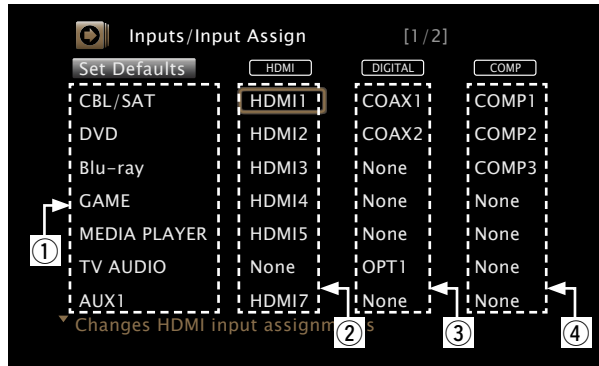 Inputs/Input Assign [1/2]
Set Defaults HDMI DIGITAL COMP
CBL/SAT HDMI1 COAX1 COMP1
DVD HDMI2 COAX2 COMP2
Blu-ray HDMI3 None COMP3
GAME HDMI4 None None
MEDIA PLAYER HDMI5 None None
TV AUDIO None OPT1 None
AUX1 HDMI7 None None
Changes HDMI input
① ② ③ ④